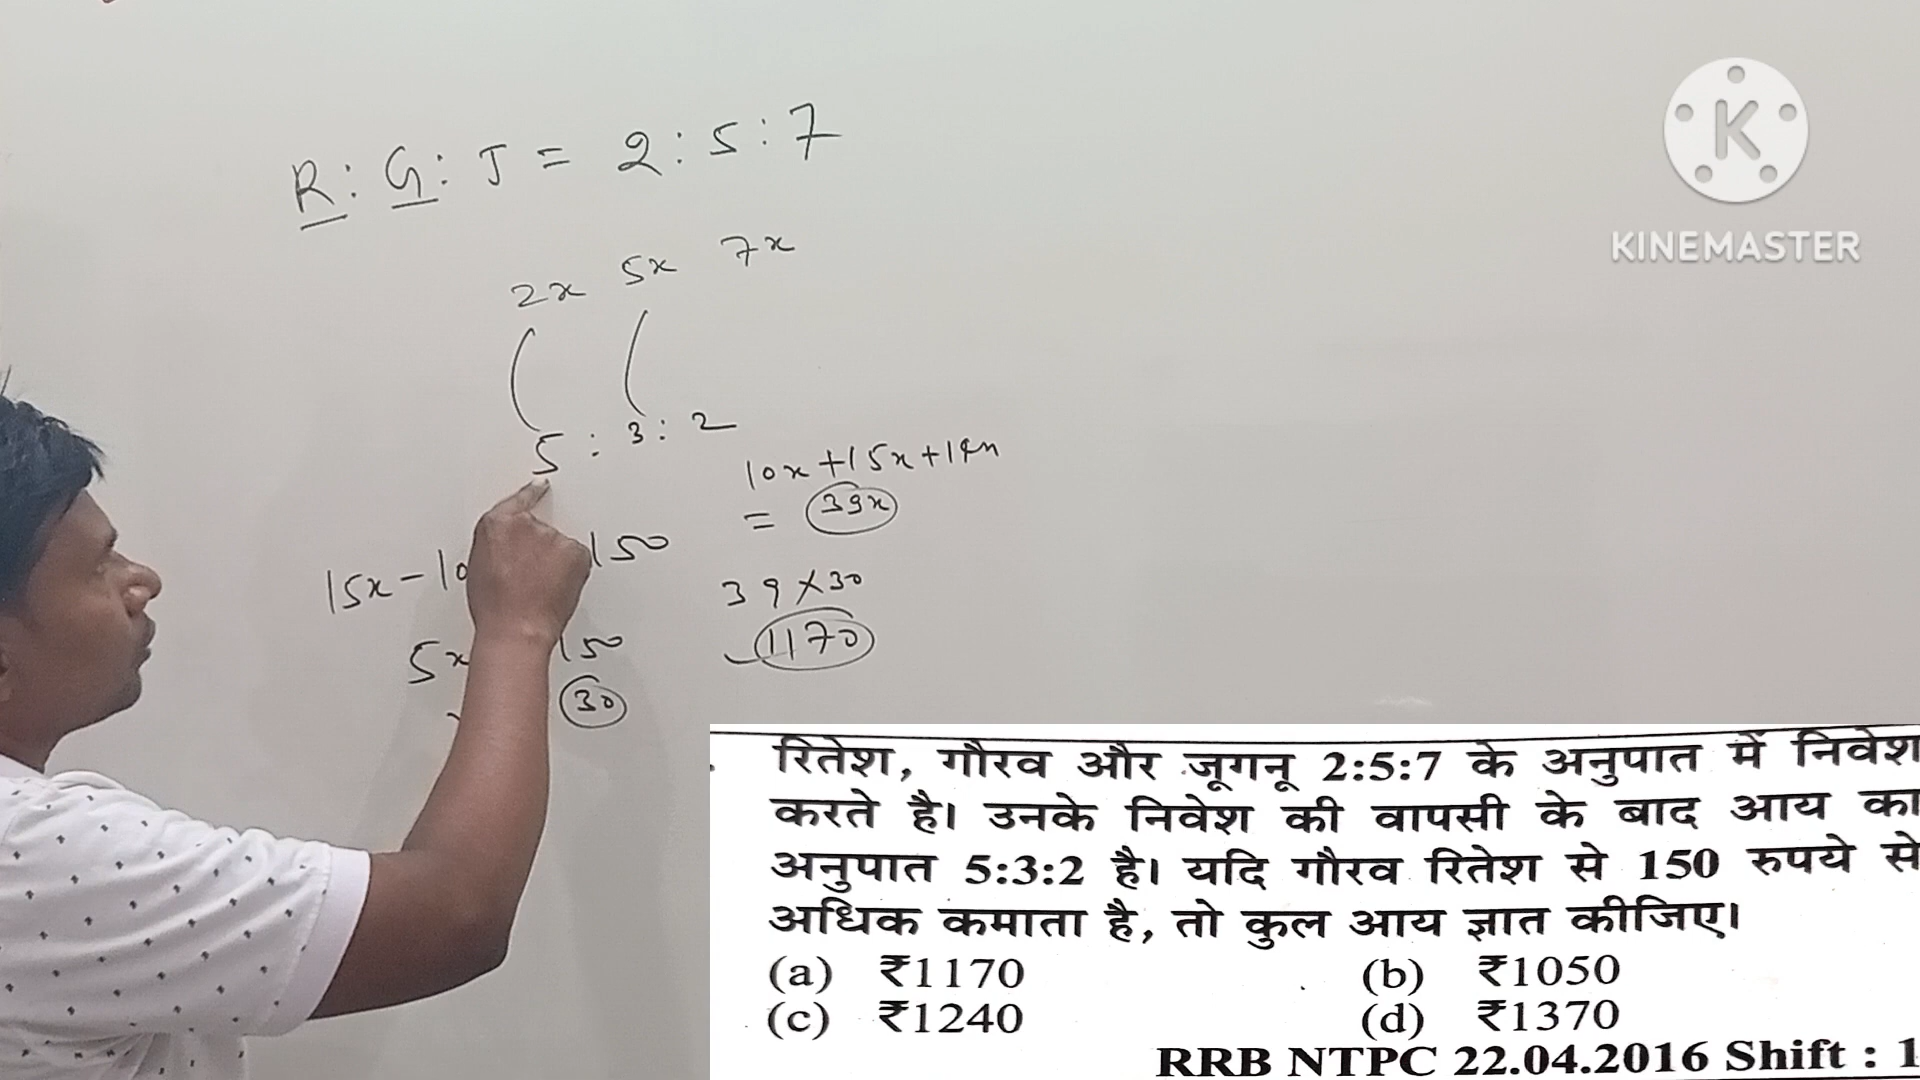 R : G : J = 2 : 5 : 7
2x 5x 7x
5 : 3 : 2
10x+15x+14x
= 39x
15x-10 150
39×30
5x 150
1170
30
K
KINEMASTER
रितेश, गौरव और जूगनू 2:5:7 के अनुपात में निवेश
करते है। उनके निवेश की वापसी के बाद आय का
अनुपात 5:3:2 है। यदि गौरव रितेश से 150 रुपये से
अधिक कमाता है, तो कुल आय ज्ञात कीजिए।
(a) ₹1170 (b) ₹1050
(c) ₹1240 (d) ₹1370
RRB NTPC 22.04.2016 Shift : 1